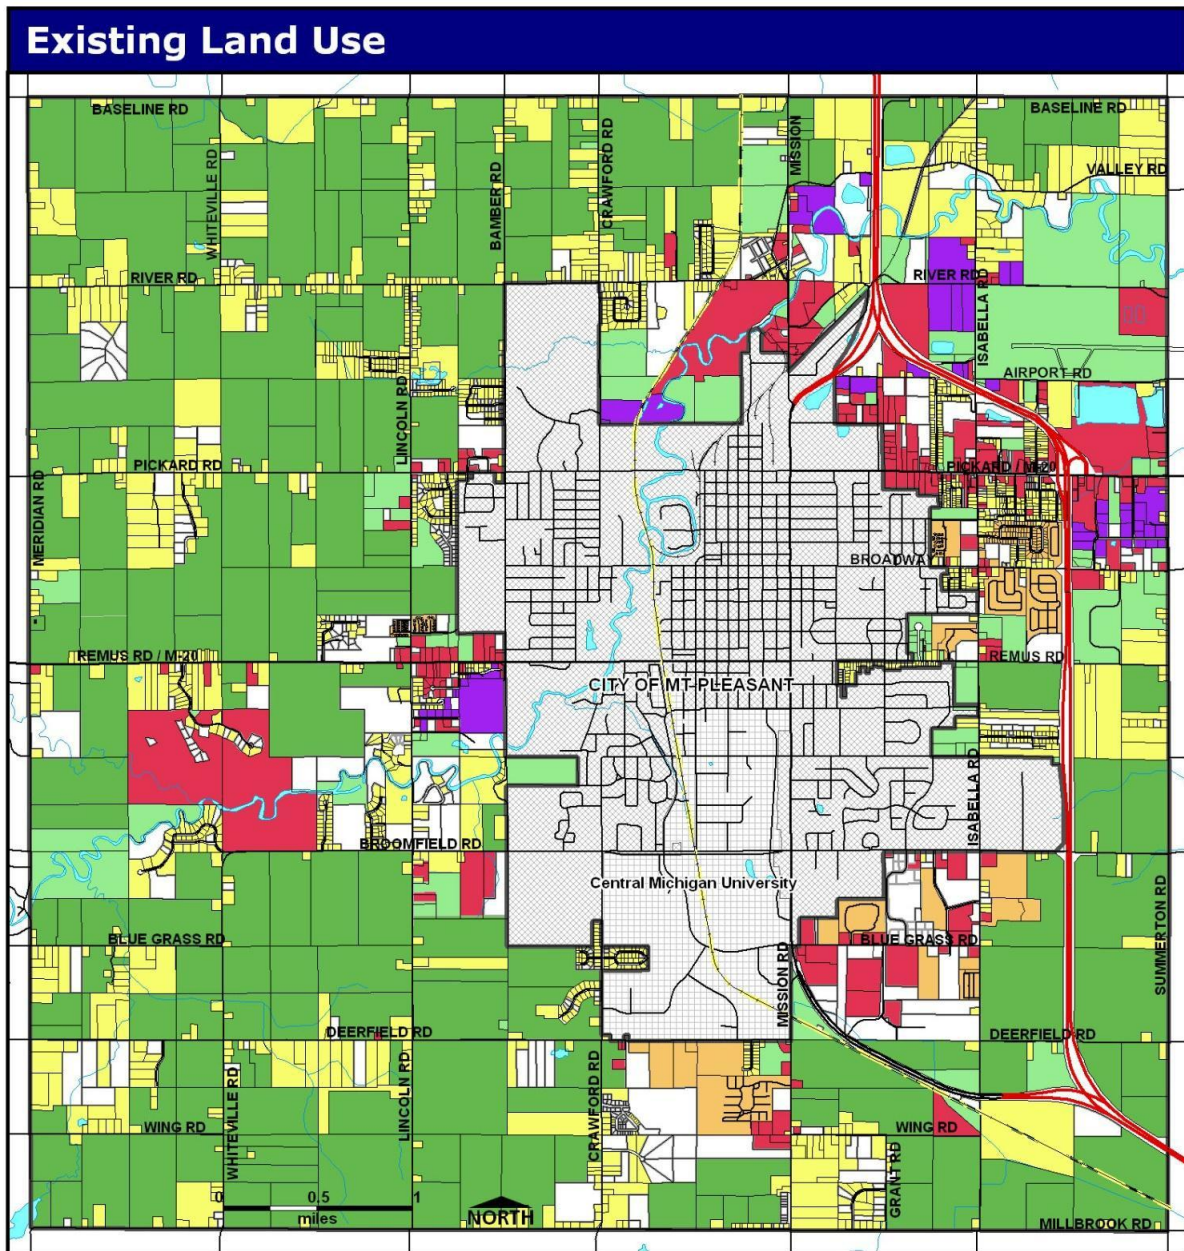 Existing Land Use
BASELINE RD
BASELINE RD
WHITEVILLE RD
BAMBER RD
CRAWFORD RD
MISSION
VALLEY RD
RIVER RD
RIVER RD
ISABELLA RD
AIRPORT RD
LINCOLN RD
PICKARD RD
PICKARD / M-20
MERIDIAN RD
BROADWAY
REMUS RD / M-20
REMUS RD
CITY OF MT PLEASANT
ISABELLA RD
BROOMFIELD RD
Central Michigan University
BLUE GRASS RD
BLUE GRASS RD
SUMMERTON RD
MISSION RD
DEERFIELD RD
DEERFIELD RD
WHITEVILLE RD
LINCOLN RD
CRAWFORD RD
WING RD
WING RD
GRANT RD
0 0.5 1
miles
NORTH
MILLBROOK RD